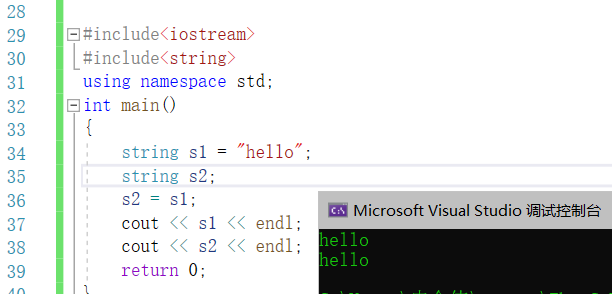 28
29 #include<iostream>
30 #include<string>
31 using namespace std;
32 int main()
33 {
34 string s1 = "hello";
35 string s2;
36 s2 = s1;
37 cout << s1 << endl;
38 cout << s2 << endl;
39 return 0;
Microsoft Visual Studio 调试控制台
hello
hello